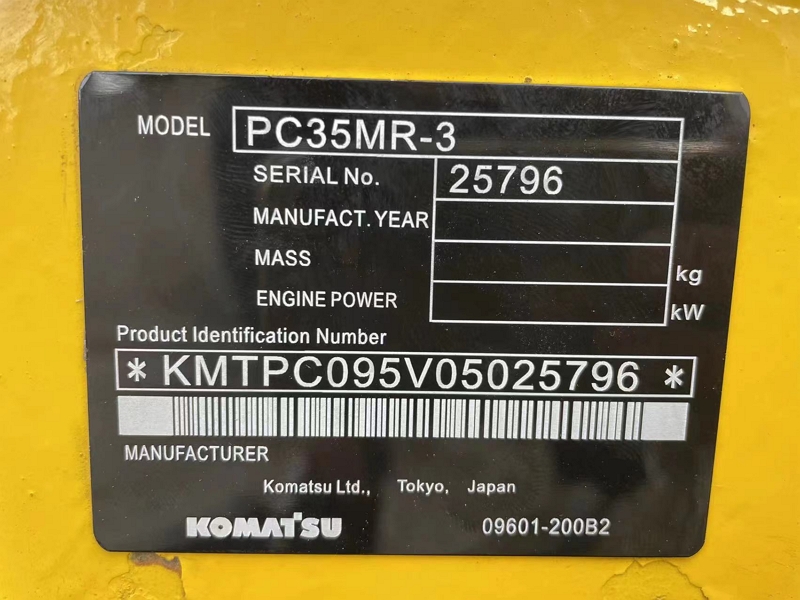 MODEL PC35MR-3
SERIAL No. 25796
MANUFACT. YEAR
MASS kg
ENGINE POWER kW
Product Identification Number
* KMTPC095V05025796 *
MANUFACTURER
Komatsu Ltd., Tokyo, Japan
KOMATSU 09601-200B2